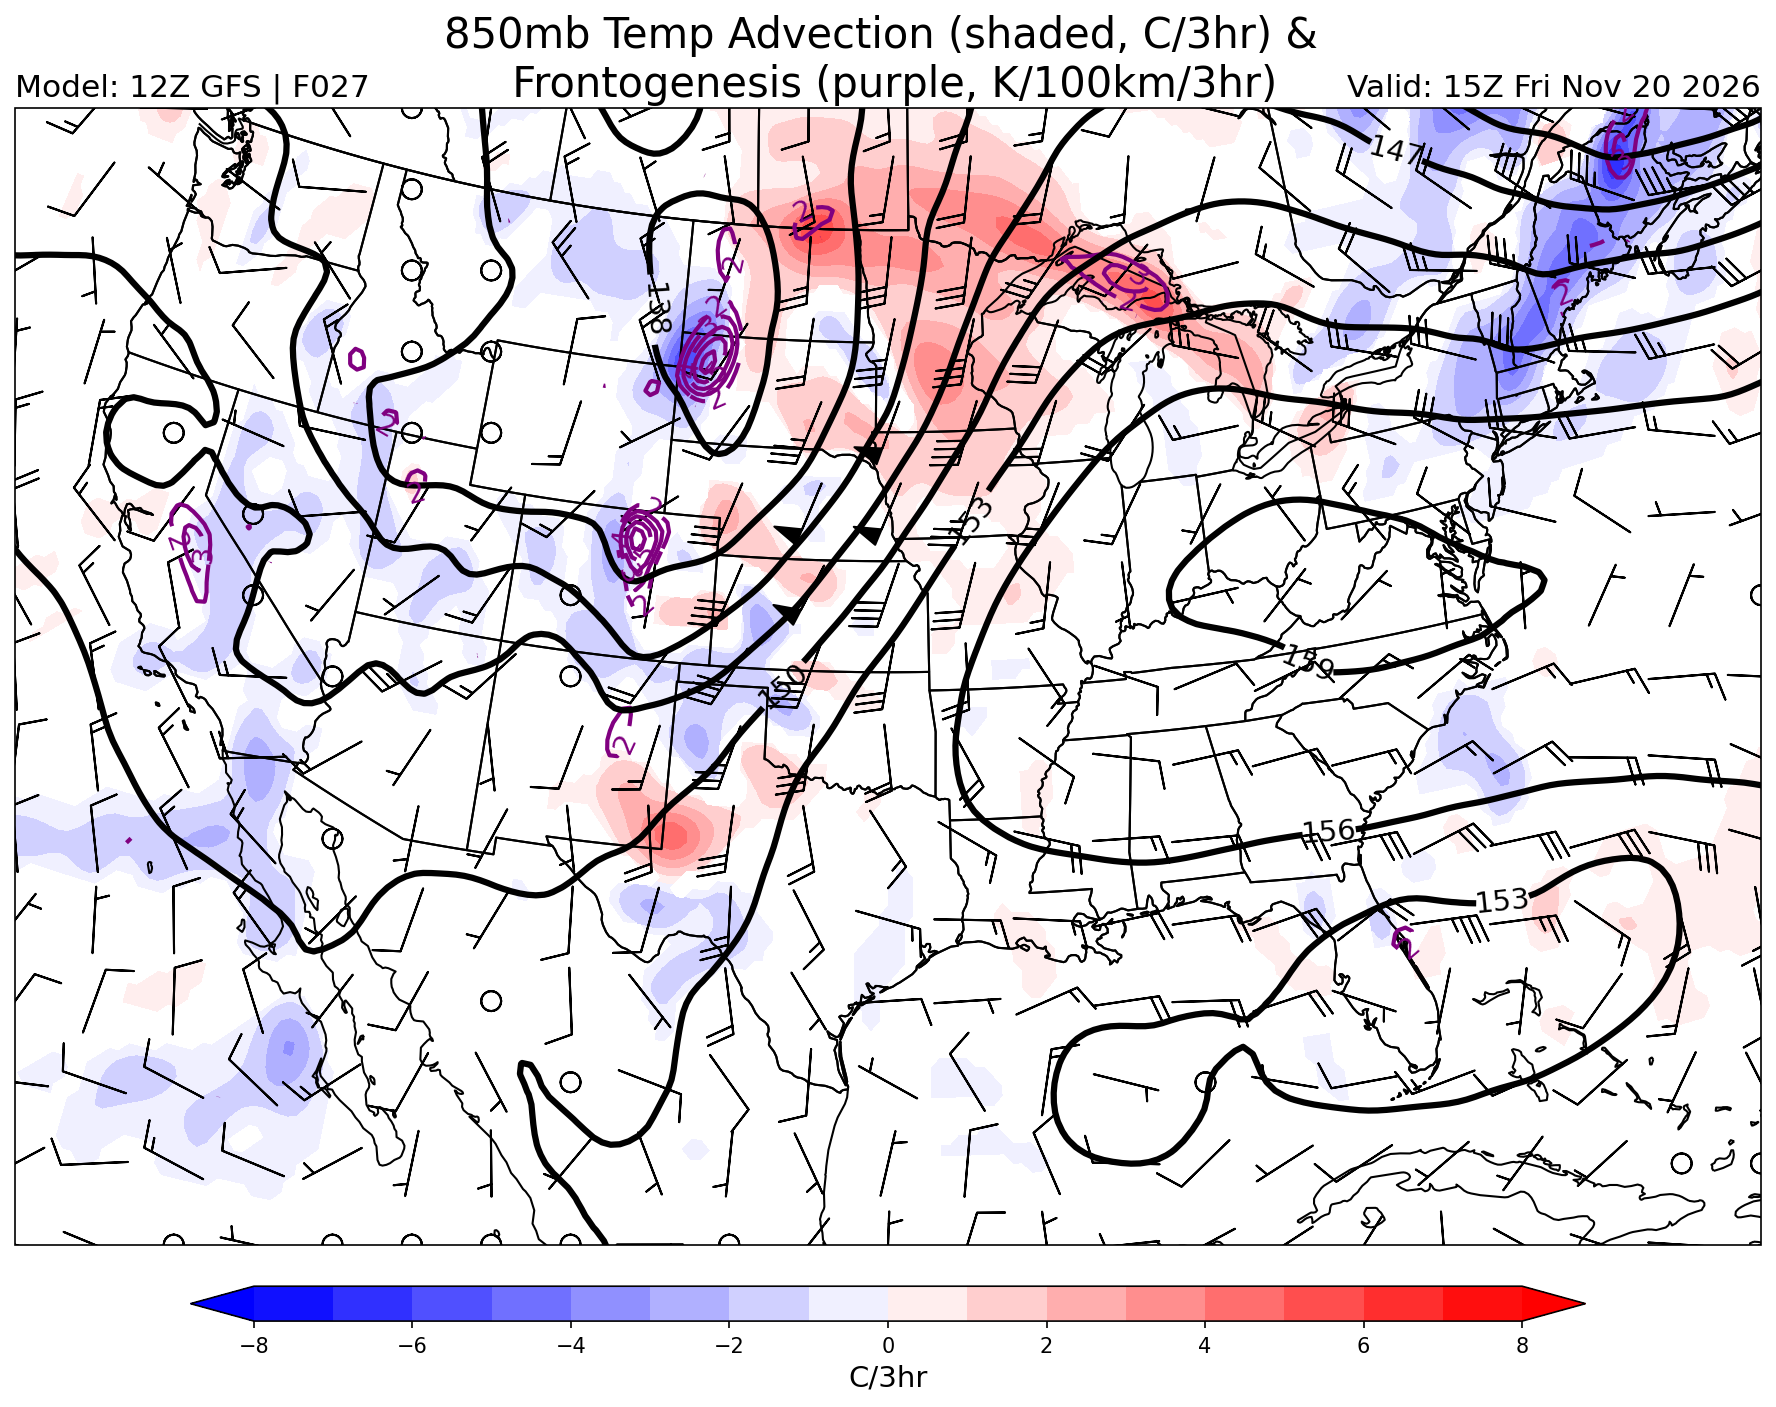 850mb Temp Advection (shaded, C/3hr) &
Model: 12Z GFS | F027 Frontogenesis (purple, K/100km/3hr) Valid: 15Z Fri Nov 20 2026
147
138
153
159
150
156
153
−8 −6 −4 −2 0 2 4 6 8
C/3hr